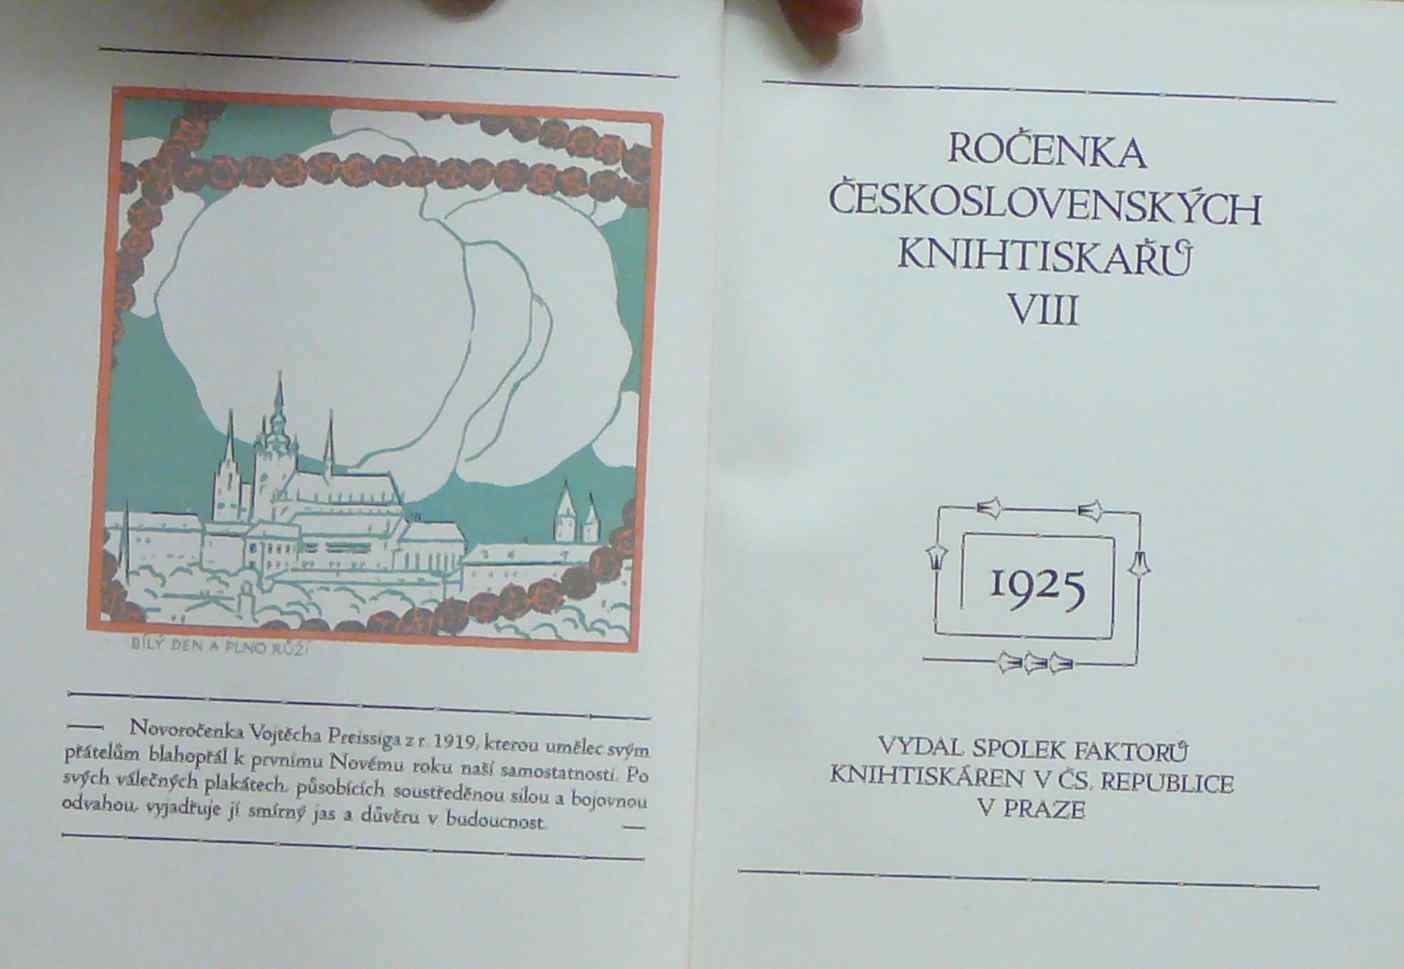 BÍLÝ DEN A PLNO RŮŽÍ
— Novoročenka Vojtěcha Preissiga z r. 1919, kterou umělec svým
přátelům blahopřál k prvnímu Novému roku naší samostatnosti. Po
svých válečných plakátech, působících soustředěnou silou a bojovnou
odvahou, vyjadřuje jí smírný jas a důvěru v budoucnost. —
ROČENKA
ČESKOSLOVENSKÝCH
KNIHTISKAŘŮ
VIII
1925
VYDAL SPOLEK FAKTORŮ
KNIHTISKÁREN V ČS. REPUBLICE
V PRAZE